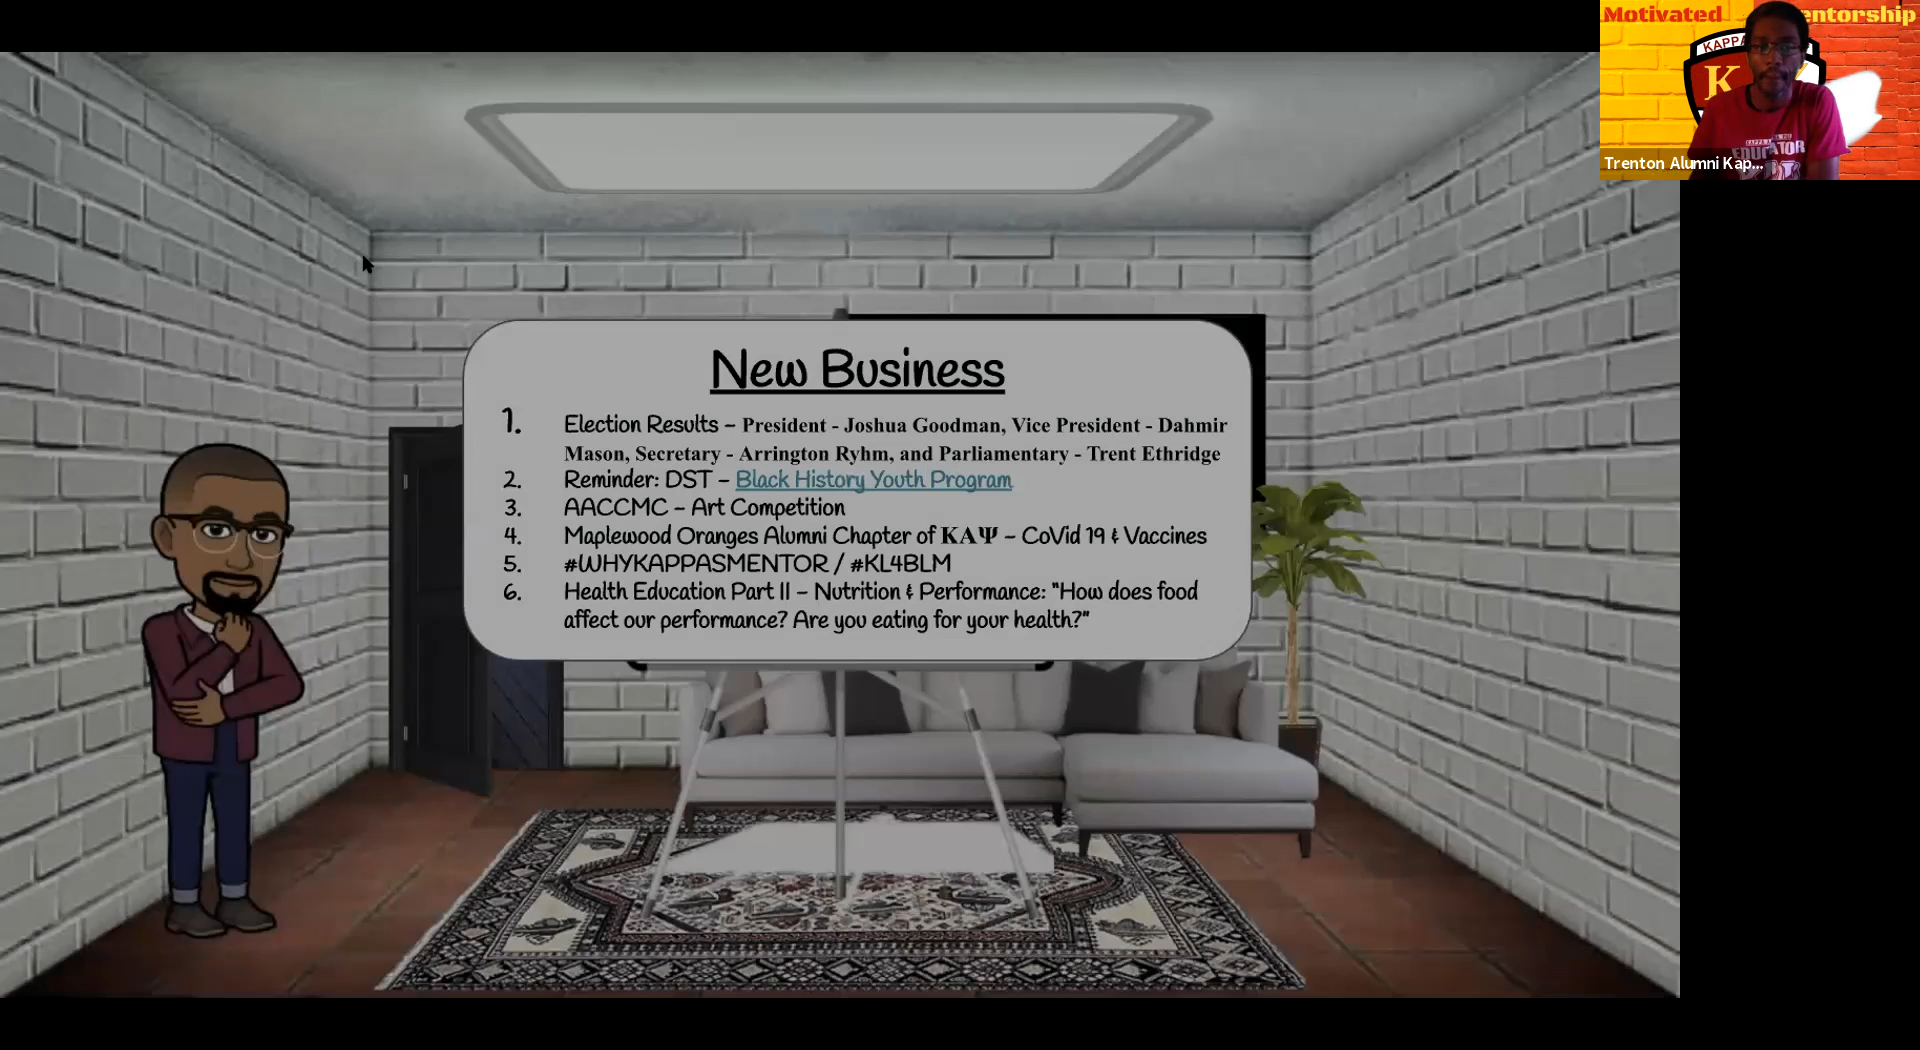 Motivated
entorship
KAPPA
K
EDUCATOR
Trenton Alumni Kap...
New Business
1. Election Results – President - Joshua Goodman, Vice President - Dahmir
Mason, Secretary - Arrington Ryhm, and Parliamentary - Trent Ethridge
2. Reminder: DST – Black History Youth Program
3. AACCMC – Art Competition
4. Maplewood Oranges Alumni Chapter of ΚΑΨ – CoVid 19 & Vaccines
5. #WHYKAPPASMENTOR / #KL4BLM
6. Health Education Part II – Nutrition & Performance: "How does food
affect our performance? Are you eating for your health?"